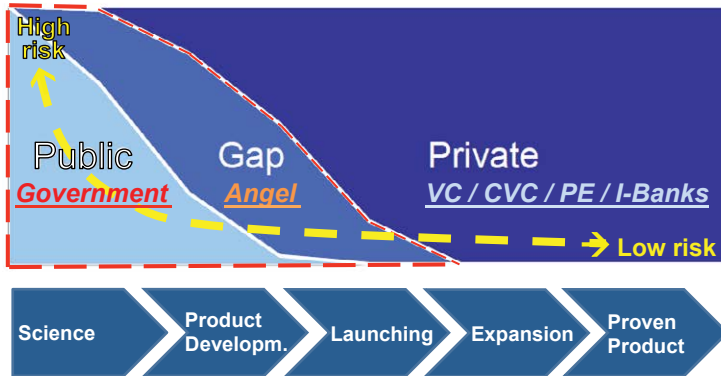 High
risk
Public
Gap
Private
Government
Angel
VC / CVC / PE / I-Banks
Low risk
Science
Product
Developm.
Launching
Expansion
Proven
Product